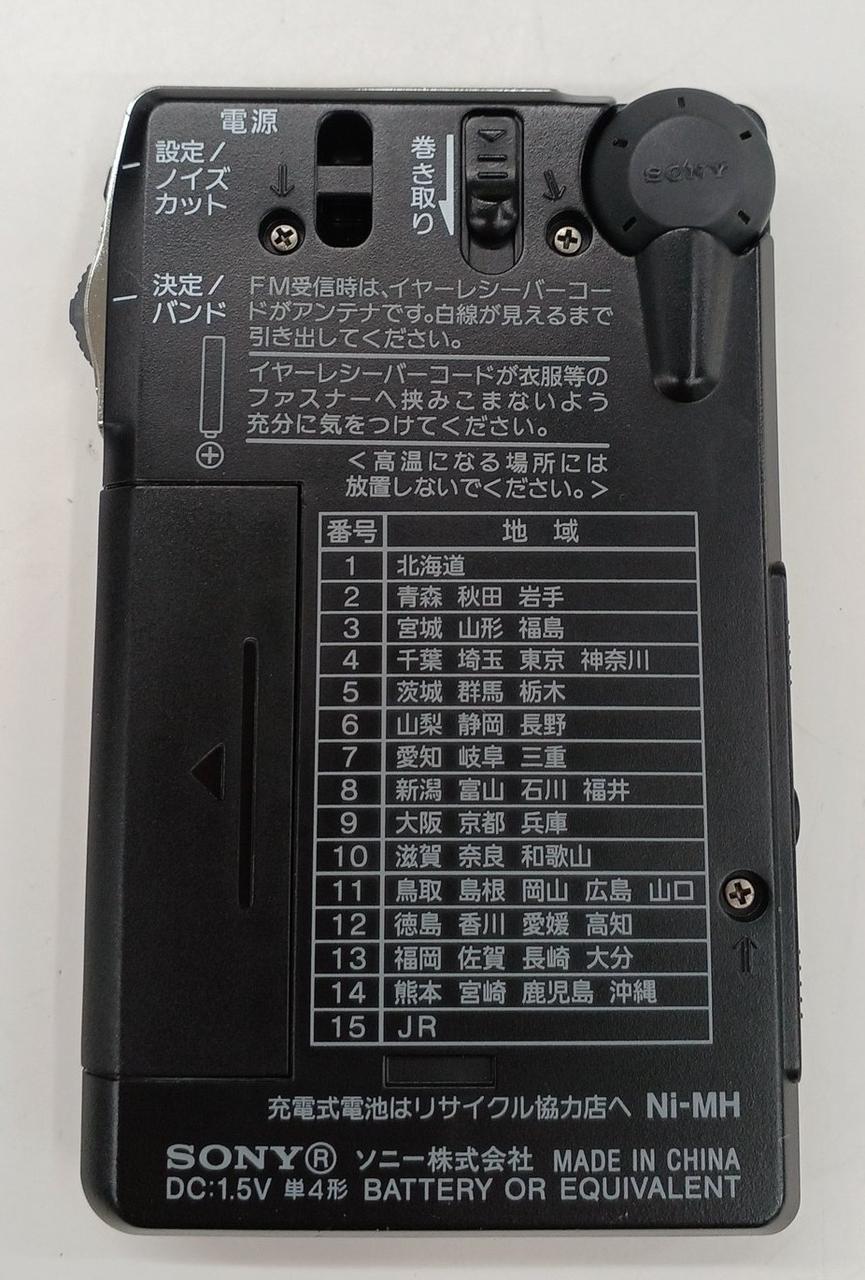 電源
設定/
ノイズ
カット
巻き取り
SONY
決定/
バンド
FM受信時は、イヤーレシーバーコー
ドがアンテナです。白線が見えるまで
引き出してください。
イヤーレシーバーコードが衣服等の
ファスナーへ挟みこまないよう
充分に気をつけてください。
<高温になる場所には
放置しないでください。>
番号 地域
1 北海道
2 青森 秋田 岩手
3 宮城 山形 福島
4 千葉 埼玉 東京 神奈川
5 茨城 群馬 栃木
6 山梨 静岡 長野
7 愛知 岐阜 三重
8 新潟 富山 石川 福井
9 大阪 京都 兵庫
10 滋賀 奈良 和歌山
11 鳥取 島根 岡山 広島 山口
12 徳島 香川 愛媛 高知
13 福岡 佐賀 長崎 大分
14 熊本 宮崎 鹿児島 沖縄
15 JR
充電式電池はリサイクル協力店へ Ni-MH
SONY® ソニー株式会社 MADE IN CHINA
DC:1.5V 単4形 BATTERY OR EQUIVALENT